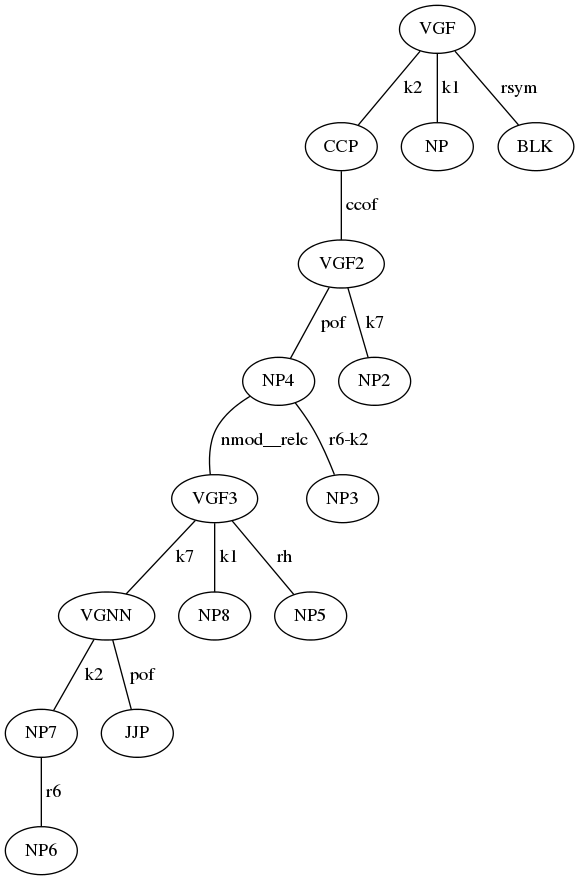 VGF
k2 k1 rsym
CCP NP BLK
ccof
VGF2
pof k7
NP4 NP2
nmod__relc r6-k2
VGF3 NP3
k7 k1 rh
VGNN NP8 NP5
k2 pof
NP7 JJP
r6
NP6